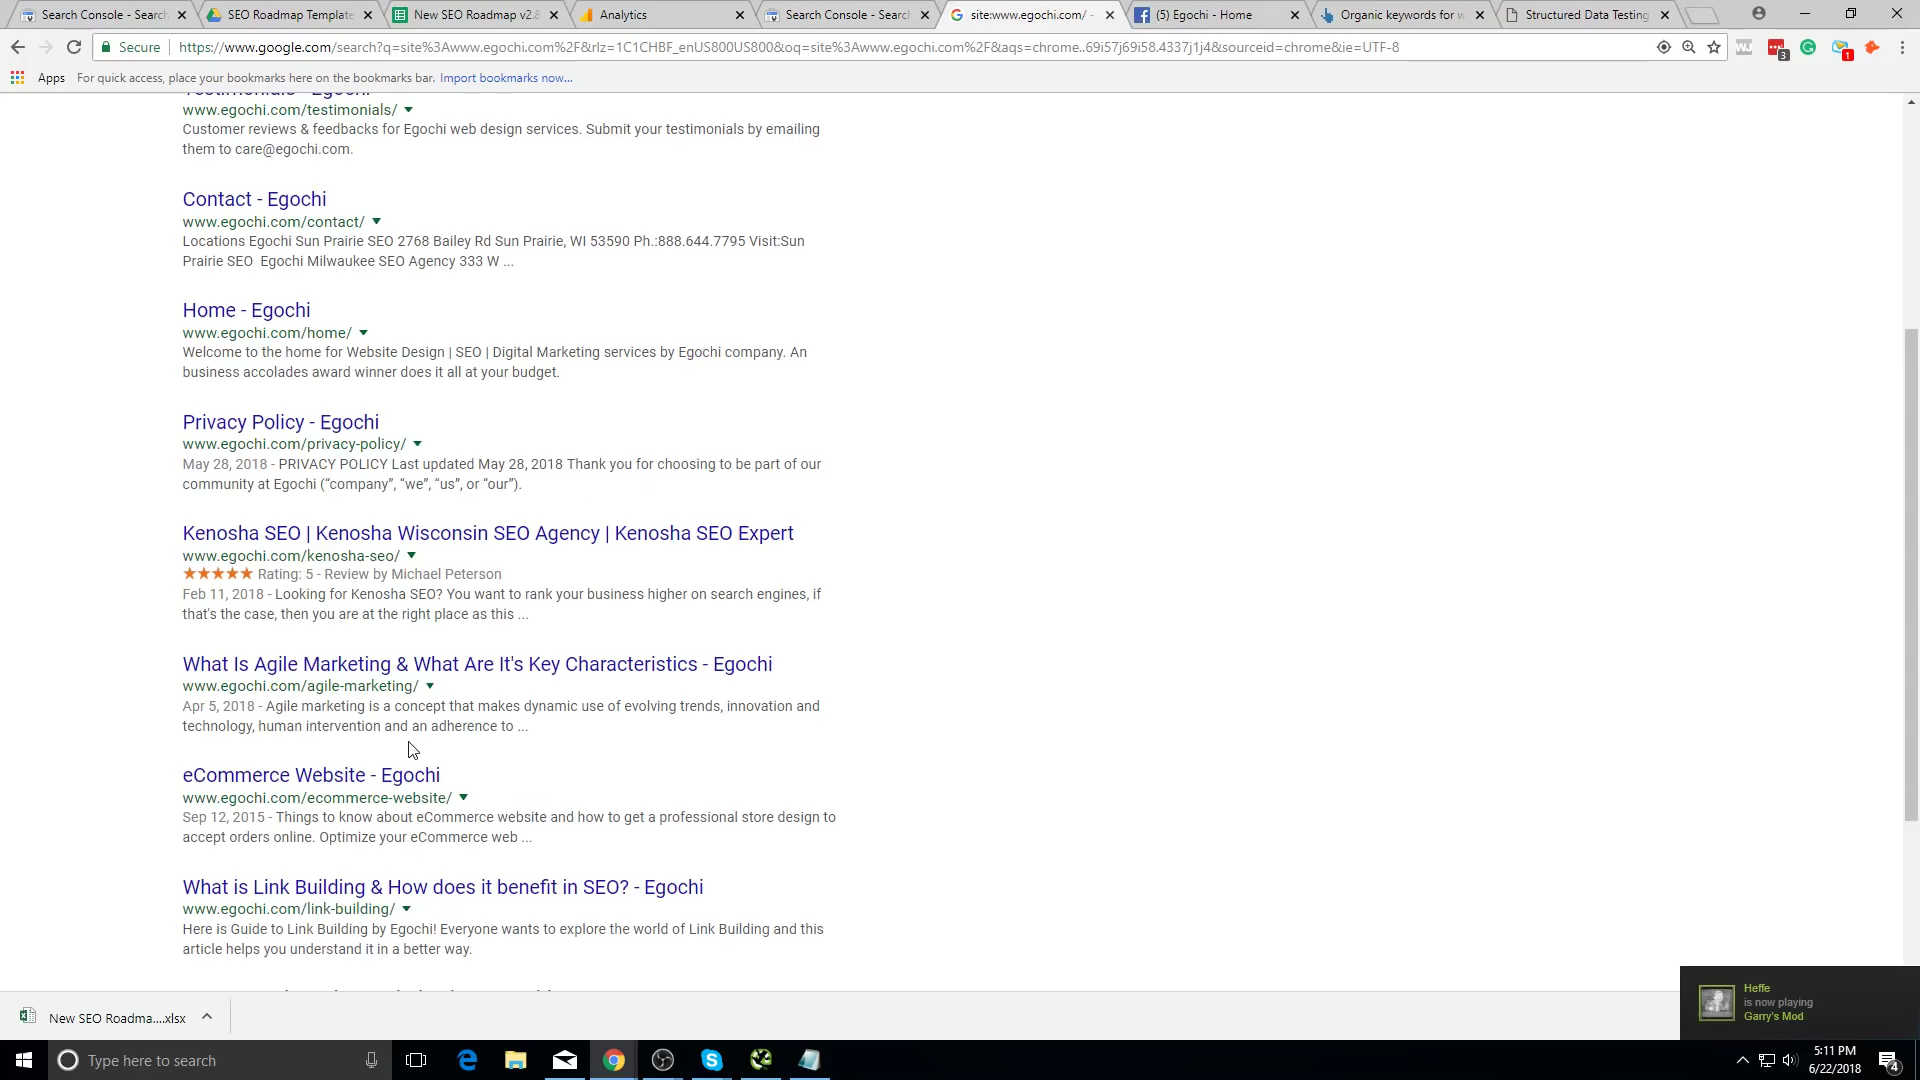 Search Console - Search
SEO Roadmap Template
New SEO Roadmap v2.8
Analytics
Search Console - Search
site:www.egochi.com/ -
(5) Egochi - Home
Organic keywords for w
Structured Data Testing
Secure
https://www.google.com/search?q=site%3Awww.egochi.com%2F&rlz=1C1CHBF_enUS800US800&oq=site%3Awww.egochi.com%2F&aqs=chrome..69i57j69i58.4337j1j4&sourceid=chrome&ie=UTF-8
3
1
Apps
For quick access, place your bookmarks here on the bookmarks bar. Import bookmarks now...
Testimonials - Egochi
www.egochi.com/testimonials/
Customer reviews & feedbacks for Egochi web design services. Submit your testimonials by emailing
them to care@egochi.com.
Contact - Egochi
www.egochi.com/contact/
Locations Egochi Sun Prairie SEO 2768 Bailey Rd Sun Prairie, WI 53590 Ph.:888.644.7795 Visit:Sun
Prairie SEO Egochi Milwaukee SEO Agency 333 W ...
Home - Egochi
www.egochi.com/home/
Welcome to the home for Website Design | SEO | Digital Marketing services by Egochi company. An
business accolades award winner does it all at your budget.
Privacy Policy - Egochi
www.egochi.com/privacy-policy/
May 28, 2018 - PRIVACY POLICY Last updated May 28, 2018 Thank you for choosing to be part of our
community at Egochi (“company”, “we”, “us”, or “our”).
Kenosha SEO | Kenosha Wisconsin SEO Agency | Kenosha SEO Expert
www.egochi.com/kenosha-seo/
★★★★★ Rating: 5 - Review by Michael Peterson
Feb 11, 2018 - Looking for Kenosha SEO? You want to rank your business higher on search engines, if
that's the case, then you are at the right place as this ...
What Is Agile Marketing & What Are It's Key Characteristics - Egochi
www.egochi.com/agile-marketing/
Apr 5, 2018 - Agile marketing is a concept that makes dynamic use of evolving trends, innovation and
technology, human intervention and an adherence to ...
eCommerce Website - Egochi
www.egochi.com/ecommerce-website/
Sep 12, 2015 - Things to know about eCommerce website and how to get a professional store design to
accept orders online. Optimize your eCommerce web ...
What is Link Building & How does it benefit in SEO? - Egochi
www.egochi.com/link-building/
Here is Guide to Link Building by Egochi! Everyone wants to explore the world of Link Building and this
article helps you understand it in a better way.
Heffe
is now playing
Garry's Mod
New SEO Roadma....xlsx
Type here to search
5:11 PM
6/22/2018
4